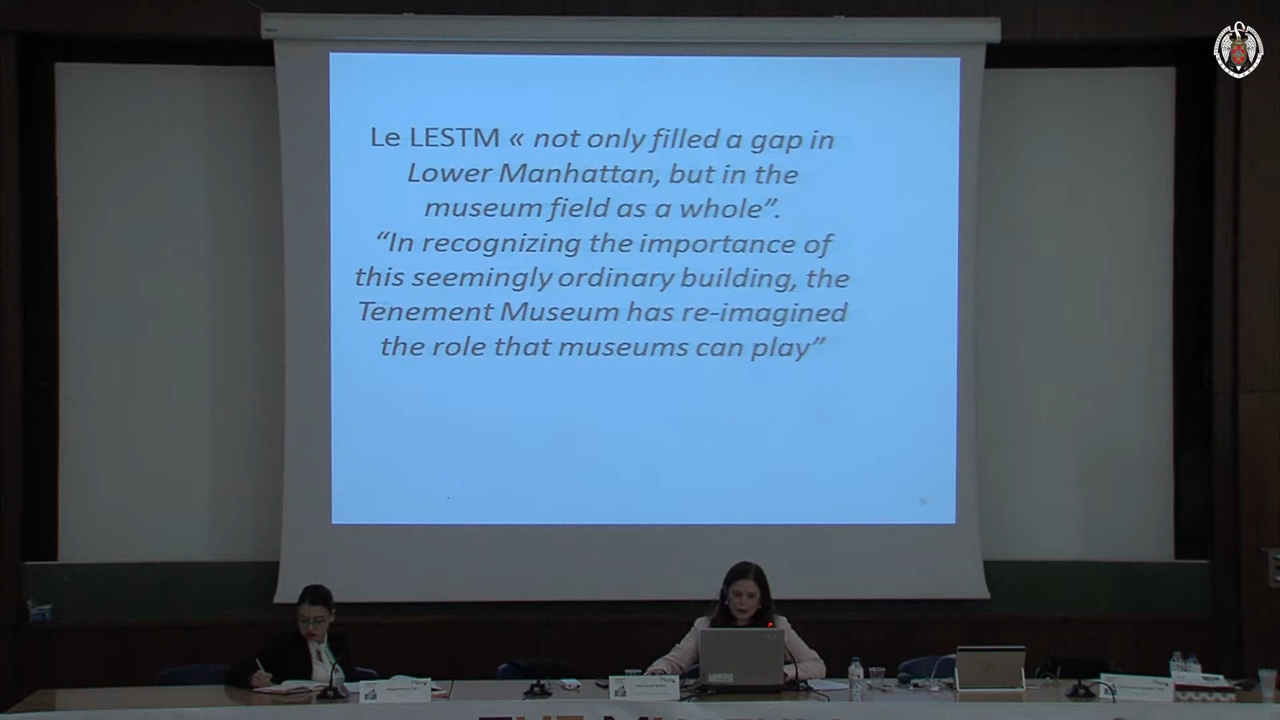 Le LESTM « not only filled a gap in
Lower Manhattan, but in the
museum field as a whole”.
“In recognizing the importance of
this seemingly ordinary building, the
Tenement Museum has re-imagined
the role that museums can play”